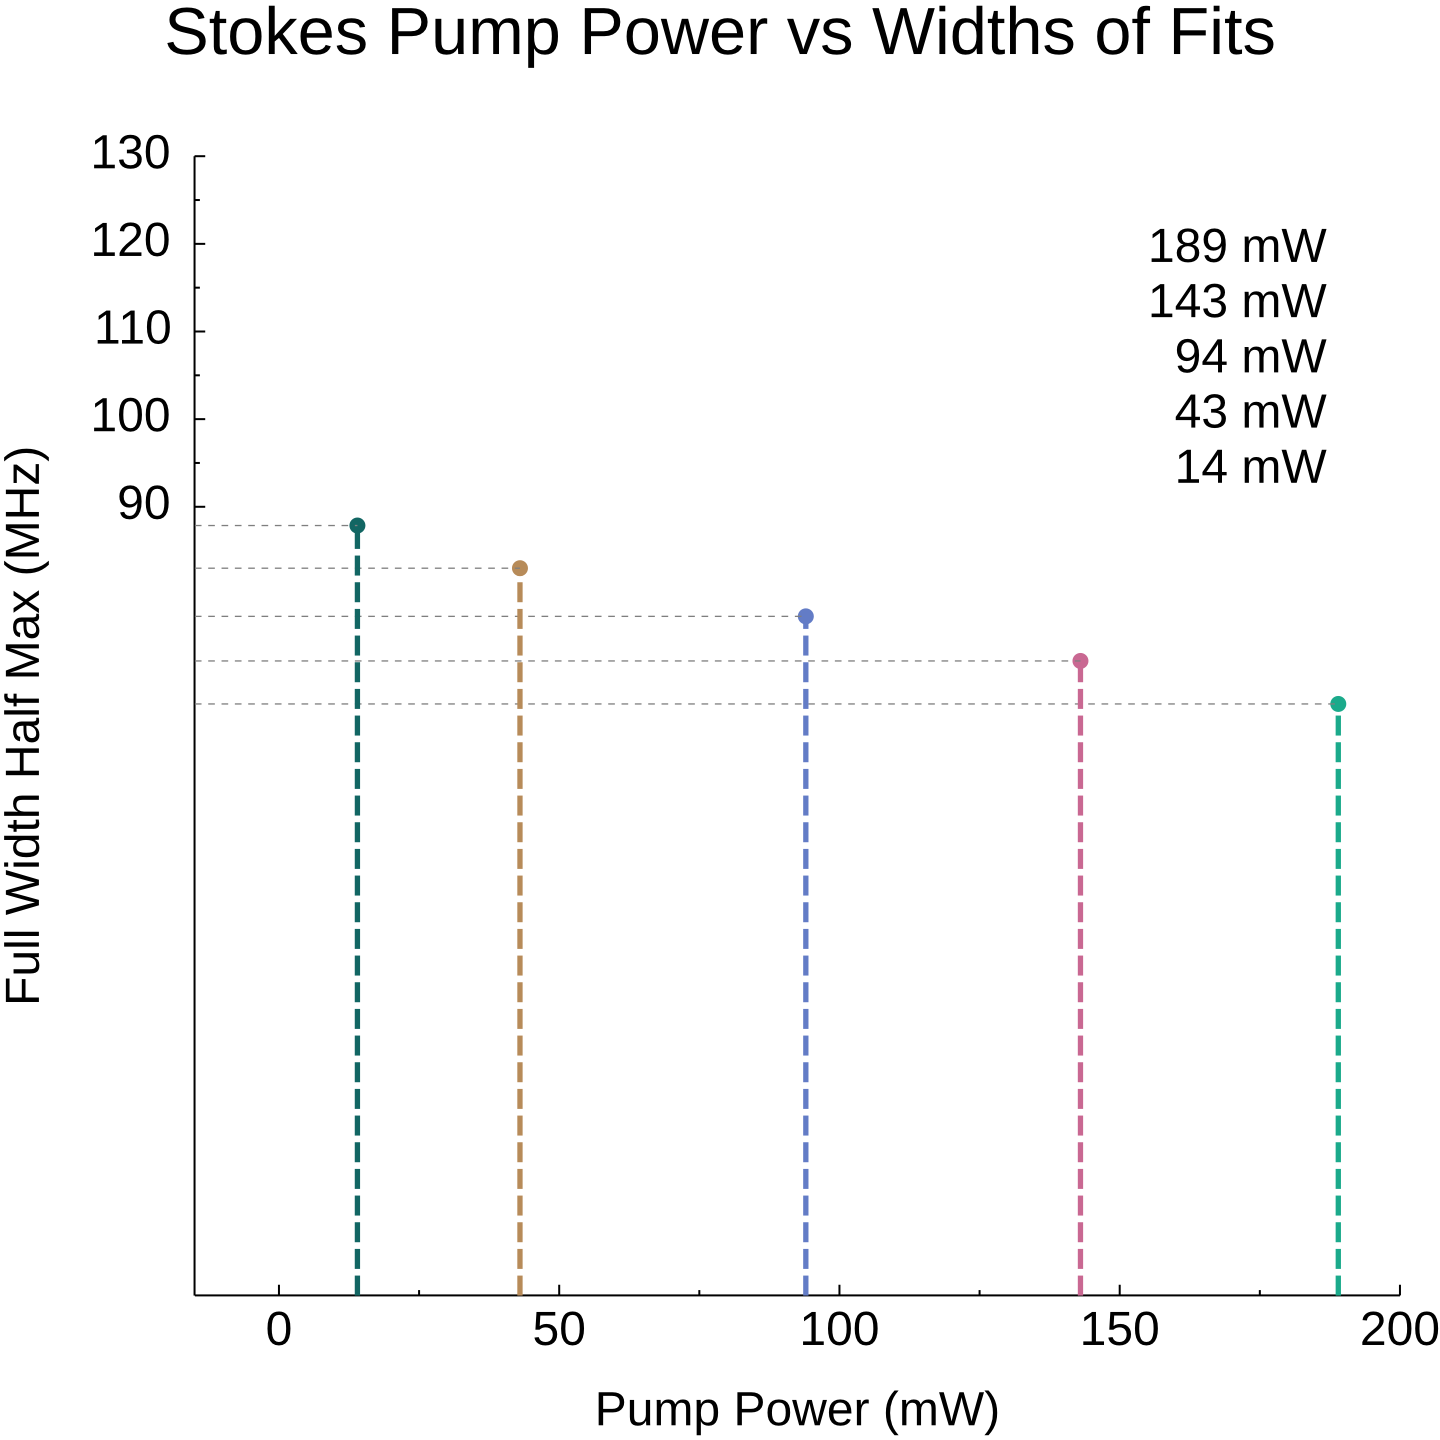 Stokes Pump Power vs Widths of Fits
130
120
110
100
90
189 mW
143 mW
94 mW
43 mW
14 mW
Full Width Half Max (MHz)
0 50 100 150 200
Pump Power (mW)